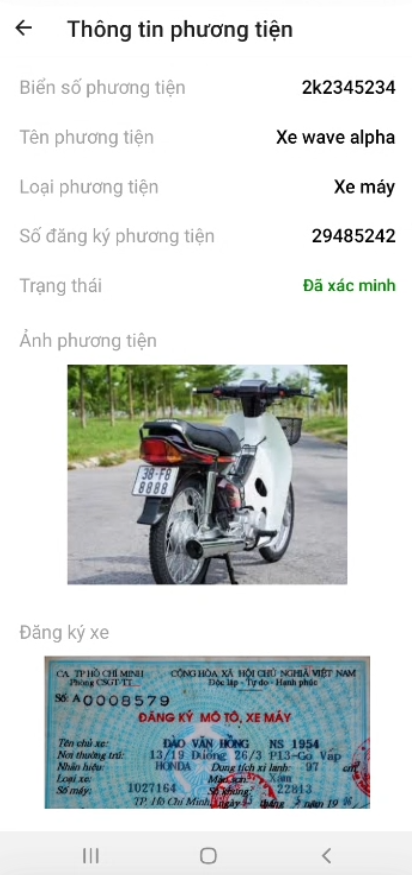 Thông tin phương tiện
Biển số phương tiện 2k2345234
Tên phương tiện Xe wave alpha
Loại phương tiện Xe máy
Số đăng ký phương tiện 29485242
Trạng thái Đã xác minh
Ảnh phương tiện
38-F8
8888
Đăng ký xe
CA TP HỒ CHÍ MINH CỘNG HÒA XÃ HỘI CHỦ NGHĨA VIỆT NAM
Phòng CSGT-TT Độc lập - Tự do - Hạnh phúc
Số: A 0008579
ĐĂNG KÝ MÔ TÔ, XE MÁY
Tên chủ xe: ĐÀO VĂN HỒNG NS 1954
Nơi thường trú: 13/19 Đường 26/3 P13-Gò Vấp
Nhãn hiệu: HONDA Dung tích xi lanh: 97 cm³
Loại xe: Màu sơn: Xám
Số máy: 1027164 Số khung: 22813
TP. Hồ Chí Minh, ngày tháng năm 19